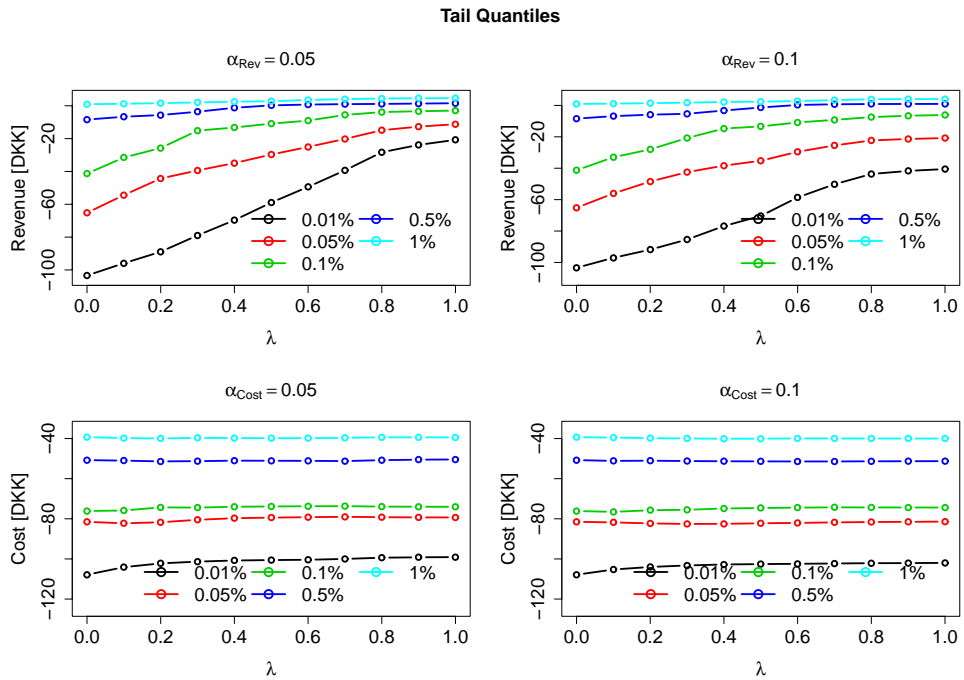 Tail Quantiles
α_Rev = 0.05
Revenue [DKK]
−20
−60
−100
0.01%
0.05%
0.1%
0.5%
1%
0.0 0.2 0.4 0.6 0.8 1.0
λ
α_Rev = 0.1
Revenue [DKK]
−20
−60
−100
0.01%
0.05%
0.1%
0.5%
1%
0.0 0.2 0.4 0.6 0.8 1.0
λ
α_Cost = 0.05
Cost [DKK]
−40
−80
−120
0.01%
0.05%
0.1%
0.5%
1%
0.0 0.2 0.4 0.6 0.8 1.0
λ
α_Cost = 0.1
Cost [DKK]
−40
−80
−120
0.01%
0.05%
0.1%
0.5%
1%
0.0 0.2 0.4 0.6 0.8 1.0
λ